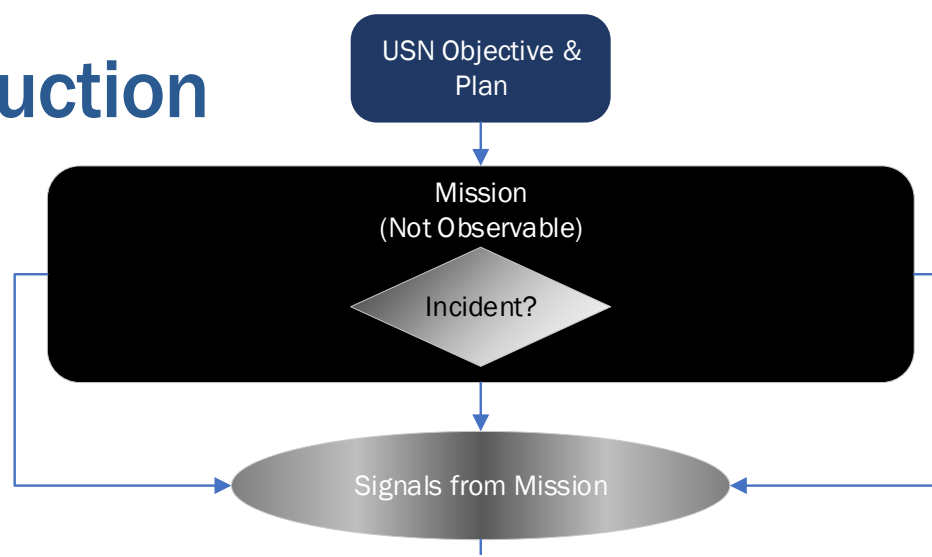 uction
USN Objective &
Plan
Mission
(Not Observable)
Incident?
Signals from Mission